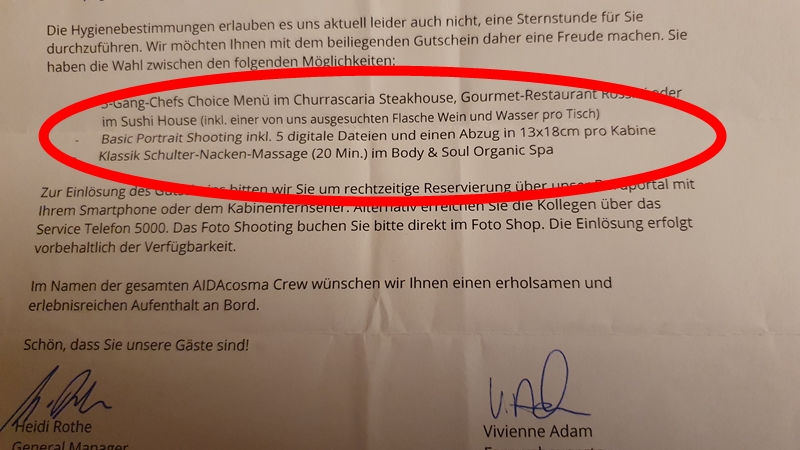 Die Hygienebestimmungen erlauben es uns aktuell leider auch nicht, eine Sternstunde für Sie
durchzuführen. Wir möchten Ihnen mit dem beiliegenden Gutschein daher eine Freude machen. Sie
haben die Wahl zwischen den folgenden Möglichkeiten:
3-Gang-Chefs Choice Menü im Churrascaria Steakhouse, Gourmet-Restaurant Rossini oder
im Sushi House (inkl. einer von uns ausgesuchten Flasche Wein und Wasser pro Tisch)
- Basic Portrait Shooting inkl. 5 digitale Dateien und einen Abzug in 13x18cm pro Kabine
- Klassik Schulter-Nacken-Massage (20 Min.) im Body & Soul Organic Spa
Zur Einlösung des Gutscheins bitten wir Sie um rechtzeitige Reservierung über unser Bordportal mit
Ihrem Smartphone oder dem Kabinenfernseher. Alternativ erreichen Sie die Kollegen über das
Service Telefon 5000. Das Foto Shooting buchen Sie bitte direkt im Foto Shop. Die Einlösung erfolgt
vorbehaltlich der Verfügbarkeit.
Im Namen der gesamten AIDAcosma Crew wünschen wir Ihnen einen erholsamen und
erlebnisreichen Aufenthalt an Bord.
Schön, dass Sie unsere Gäste sind!
Heidi Rothe
General Manager
Vivienne Adam